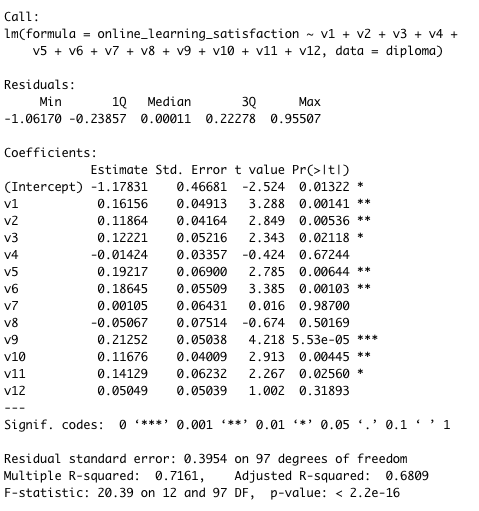 Call:
lm(formula = online_learning_satisfaction ~ v1 + v2 + v3 + v4 +
    v5 + v6 + v7 + v8 + v9 + v10 + v11 + v12, data = diploma)

Residuals:
     Min       1Q   Median       3Q      Max
-1.06170 -0.23857  0.00011  0.22278  0.95507

Coefficients:
            Estimate Std. Error t value Pr(>|t|)
(Intercept) -1.17831    0.46681  -2.524  0.01322 *
v1           0.16156    0.04913   3.288  0.00141 **
v2           0.11864    0.04164   2.849  0.00536 **
v3           0.12221    0.05216   2.343  0.02118 *
v4          -0.01424    0.03357  -0.424  0.67244
v5           0.19217    0.06900   2.785  0.00644 **
v6           0.18645    0.05509   3.385  0.00103 **
v7           0.00105    0.06431   0.016  0.98700
v8          -0.05067    0.07514  -0.674  0.50169
v9           0.21252    0.05038   4.218 5.53e-05 ***
v10          0.11676    0.04009   2.913  0.00445 **
v11          0.14129    0.06232   2.267  0.02560 *
v12          0.05049    0.05039   1.002  0.31893
---
Signif. codes:  0 ‘***’ 0.001 ‘**’ 0.01 ‘*’ 0.05 ‘.’ 0.1 ‘ ’ 1

Residual standard error: 0.3954 on 97 degrees of freedom
Multiple R-squared:  0.7161,    Adjusted R-squared:  0.6809
F-statistic: 20.39 on 12 and 97 DF,  p-value: < 2.2e-16